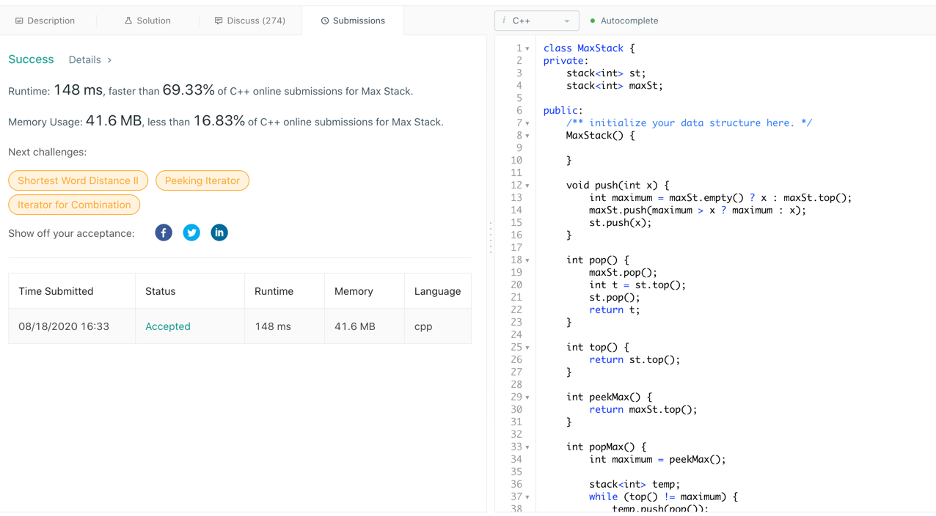 Description
Solution
Discuss (274)
Submissions
Success Details >
Runtime: 148 ms, faster than 69.33% of C++ online submissions for Max Stack.
Memory Usage: 41.6 MB, less than 16.83% of C++ online submissions for Max Stack.
Next challenges:
Shortest Word Distance II Peeking Iterator
Iterator for Combination
Show off your acceptance: f in
Time Submitted Status Runtime Memory Language
08/18/2020 16:33 Accepted 148 ms 41.6 MB cpp
i C++ Autocomplete
1 class MaxStack {
2 private:
3     stack<int> st;
4     stack<int> maxSt;
5
6 public:
7     /** initialize your data structure here. */
8     MaxStack() {
9
10     }
11
12     void push(int x) {
13         int maximum = maxSt.empty() ? x : maxSt.top();
14         maxSt.push(maximum > x ? maximum : x);
15         st.push(x);
16     }
17
18     int pop() {
19         maxSt.pop();
20         int t = st.top();
21         st.pop();
22         return t;
23     }
24
25     int top() {
26         return st.top();
27     }
28
29     int peekMax() {
30         return maxSt.top();
31     }
32
33     int popMax() {
34         int maximum = peekMax();
35
36         stack<int> temp;
37         while (top() != maximum) {
38             temp.push(pop());